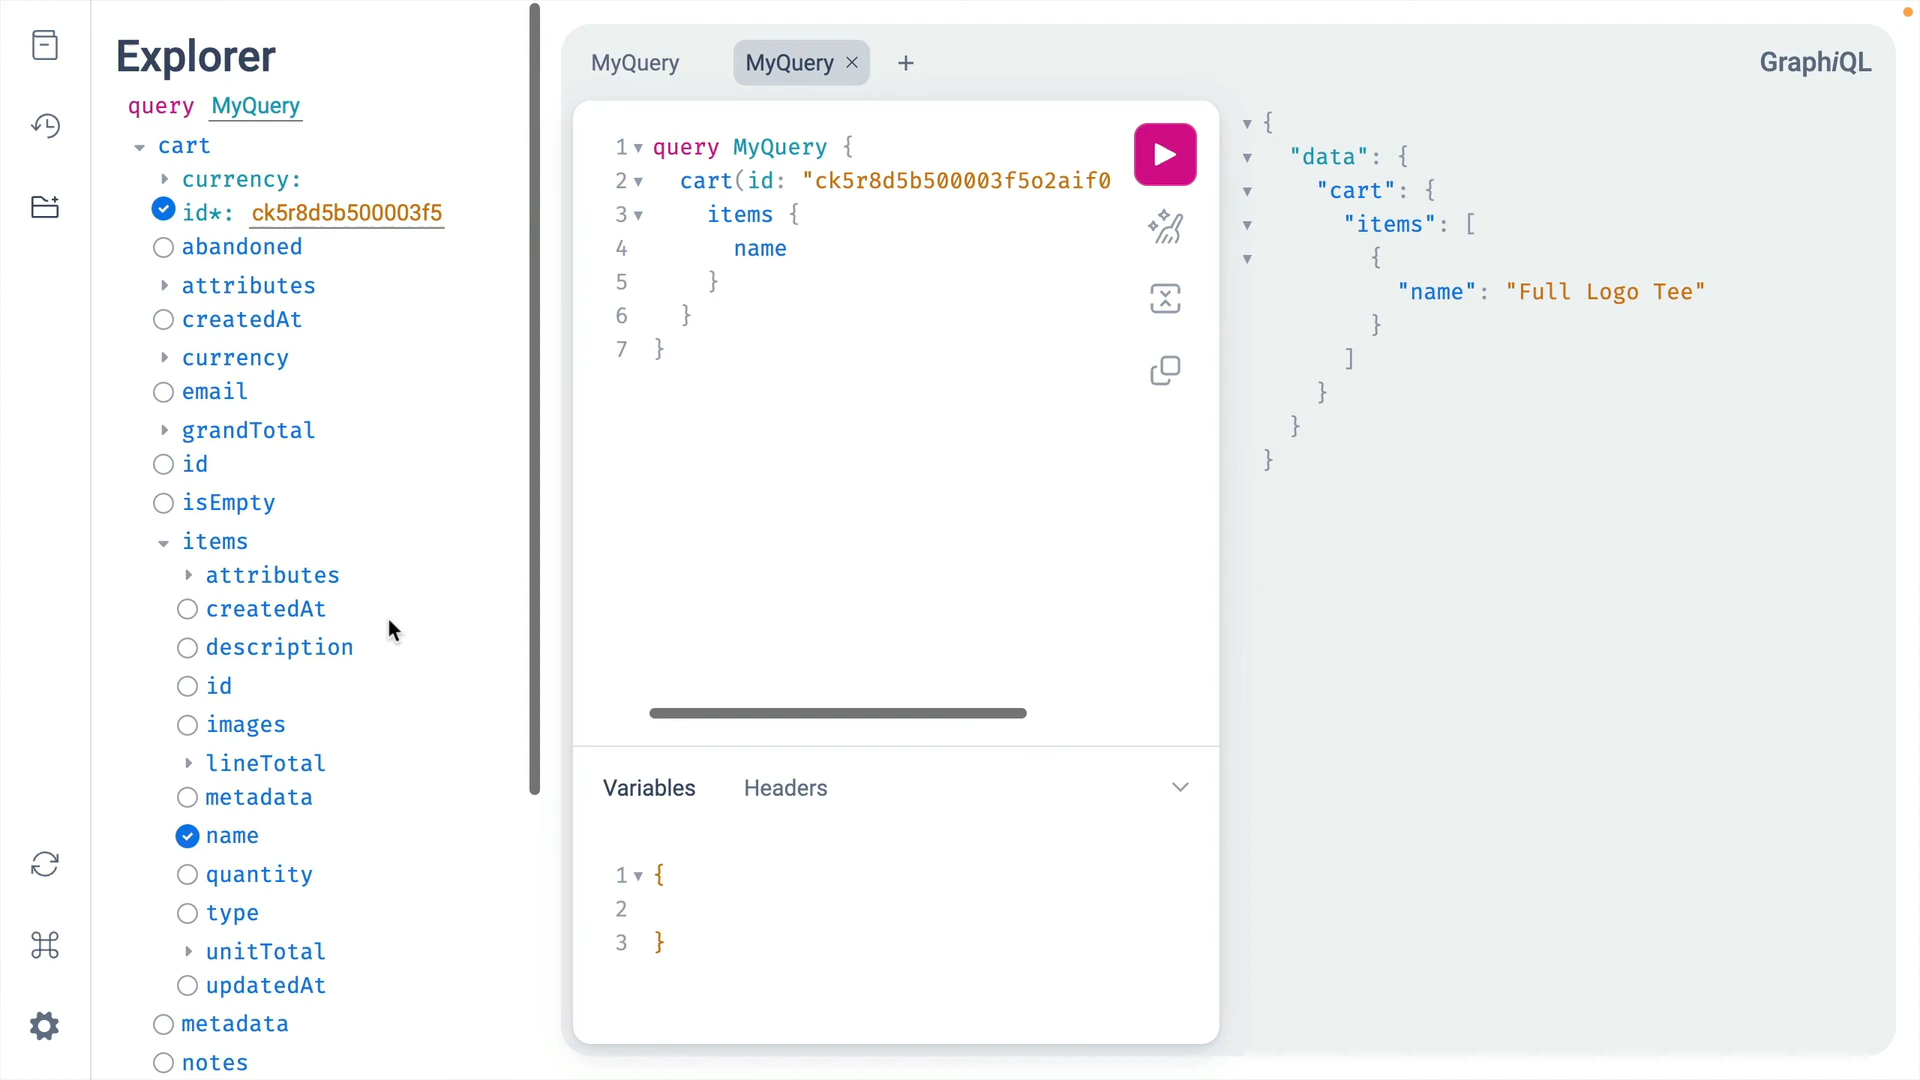 Explorer
query MyQuery
cart
currency:
id*: ck5r8d5b500003f5
abandoned
attributes
createdAt
currency
email
grandTotal
id
isEmpty
items
attributes
createdAt
description
id
images
lineTotal
metadata
name
quantity
type
unitTotal
updatedAt
metadata
notes
MyQuery MyQuery +
GraphiQL
1 query MyQuery {
2 cart(id: "ck5r8d5b500003f5o2aif0
3 items {
4 name
5 }
6 }
7 }
Variables Headers
1 {
2
3 }
{
"data": {
"cart": {
"items": [
{
"name": "Full Logo Tee"
}
]
}
}
}